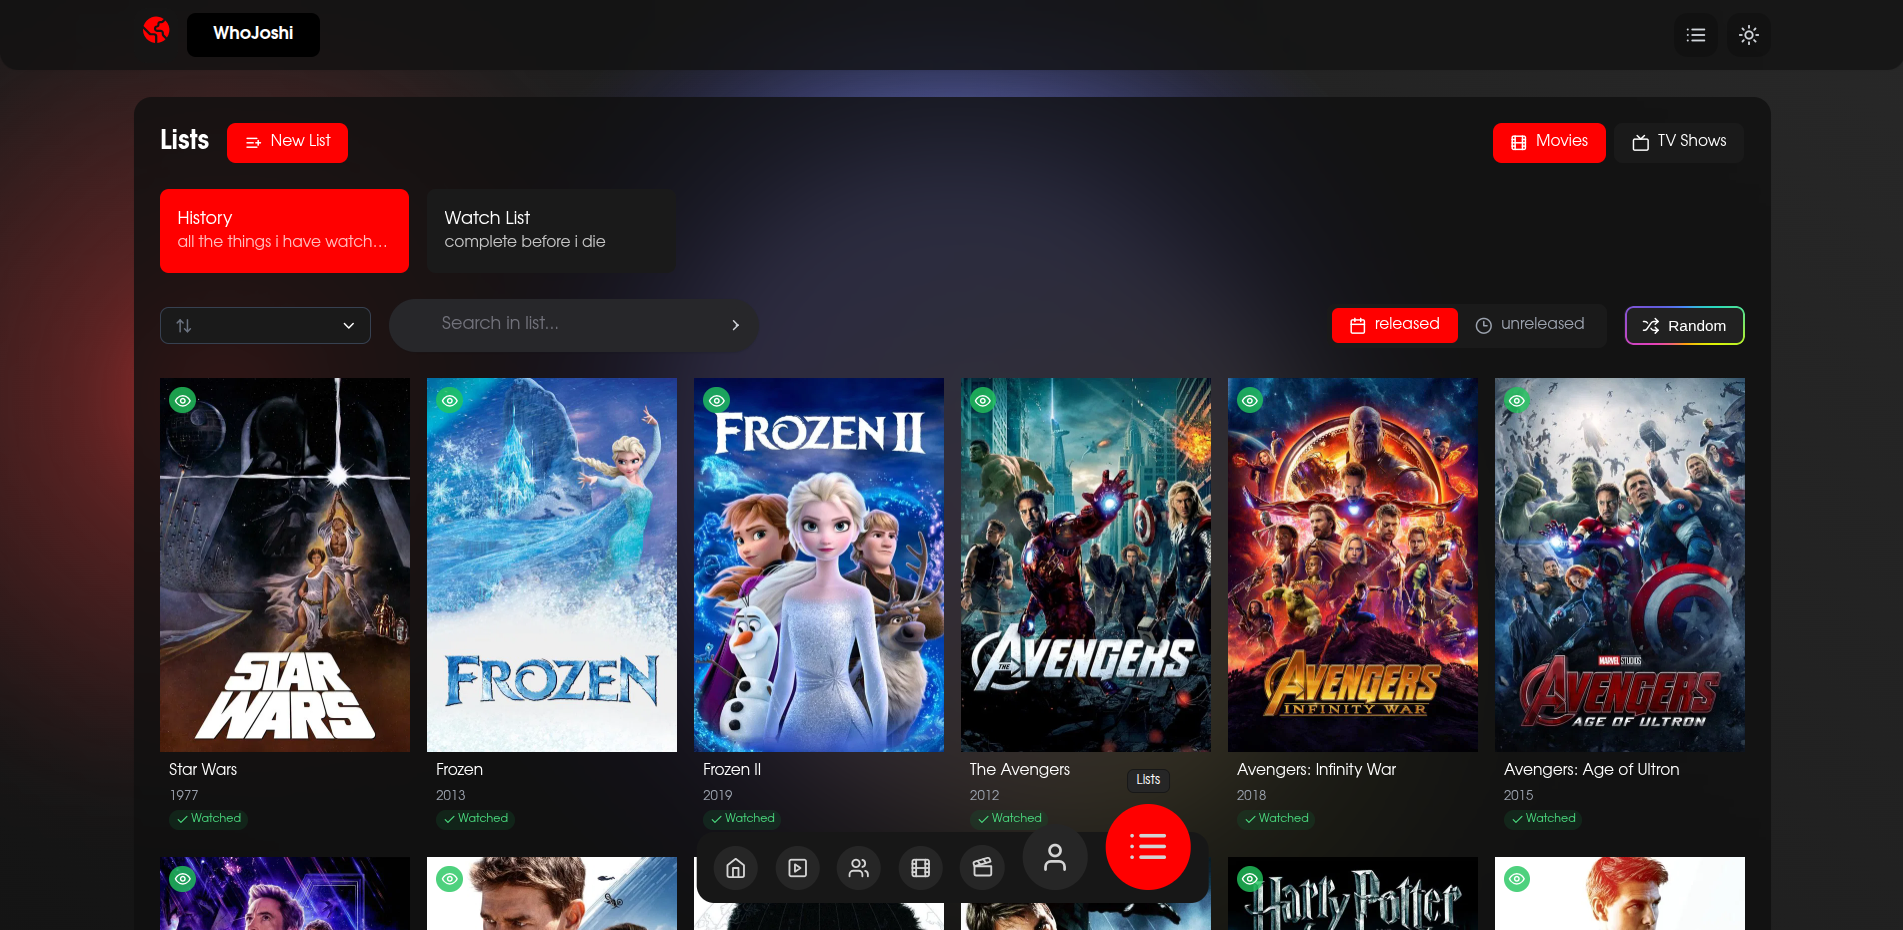 WhoJoshi
Lists
New List
Movies
TV Shows
History
all the things i have watch...
Watch List
complete before i die
Search in list...
released
unreleased
Random
STAR
WARS
FROZEN
FROZEN II
THE AVENGERS
AVENGERS
INFINITY WAR
MARVEL STUDIOS
AVENGERS
AGE OF ULTRON
Star Wars
1977
Watched
Frozen
2013
Watched
Frozen II
2019
Watched
The Avengers
2012
Watched
Avengers: Infinity War
2018
Watched
Avengers: Age of Ultron
2015
Watched
Lists
Harry Potter